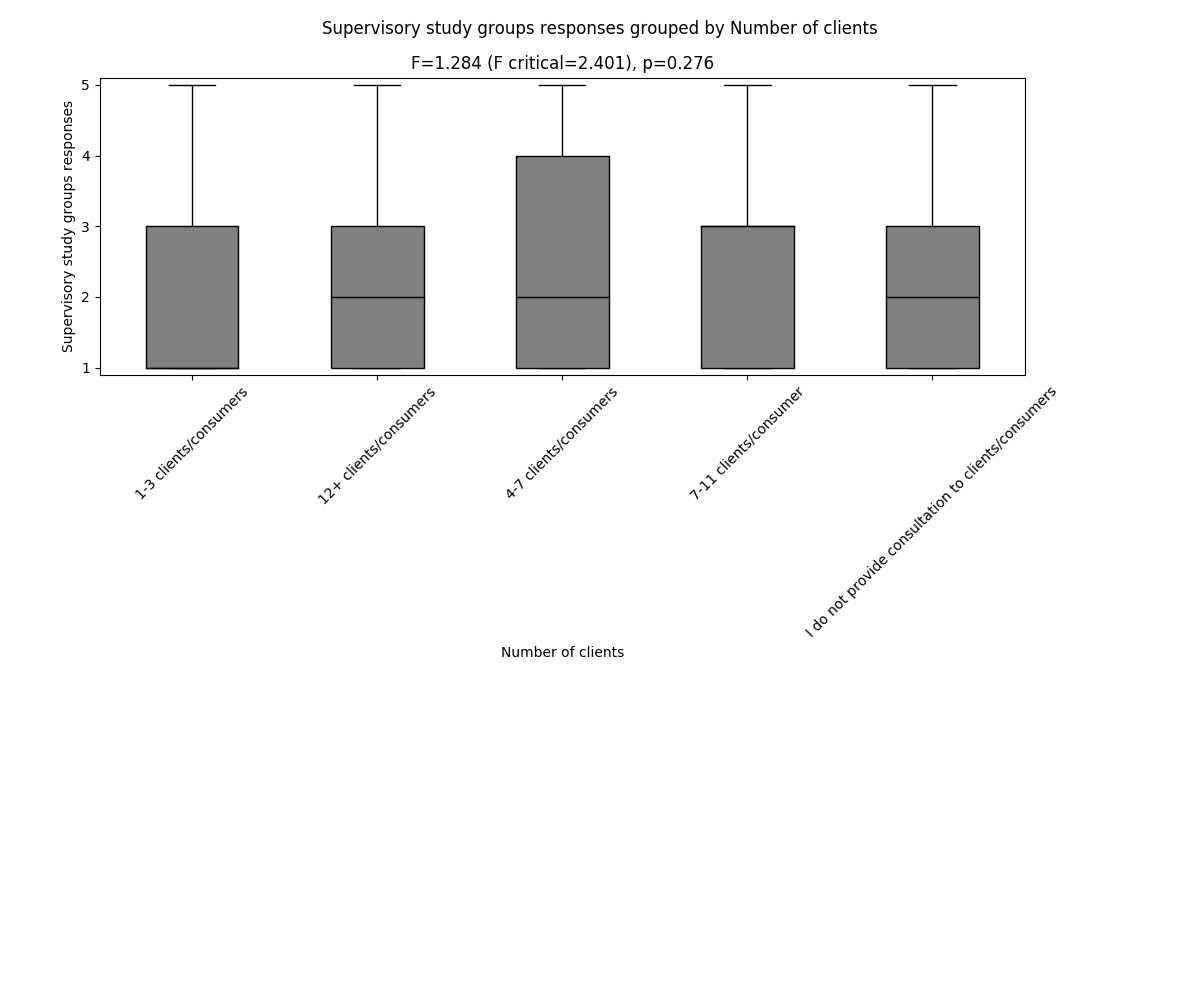 Supervisory study groups responses grouped by Number of clients
F=1.284 (F critical=2.401), p=0.276
Supervisory study groups responses
5
4
3
2
1
1-3 clients/consumers
12+ clients/consumers
4-7 clients/consumers
7-11 clients/consumer
I do not provide consultation to clients/consumers
Number of clients